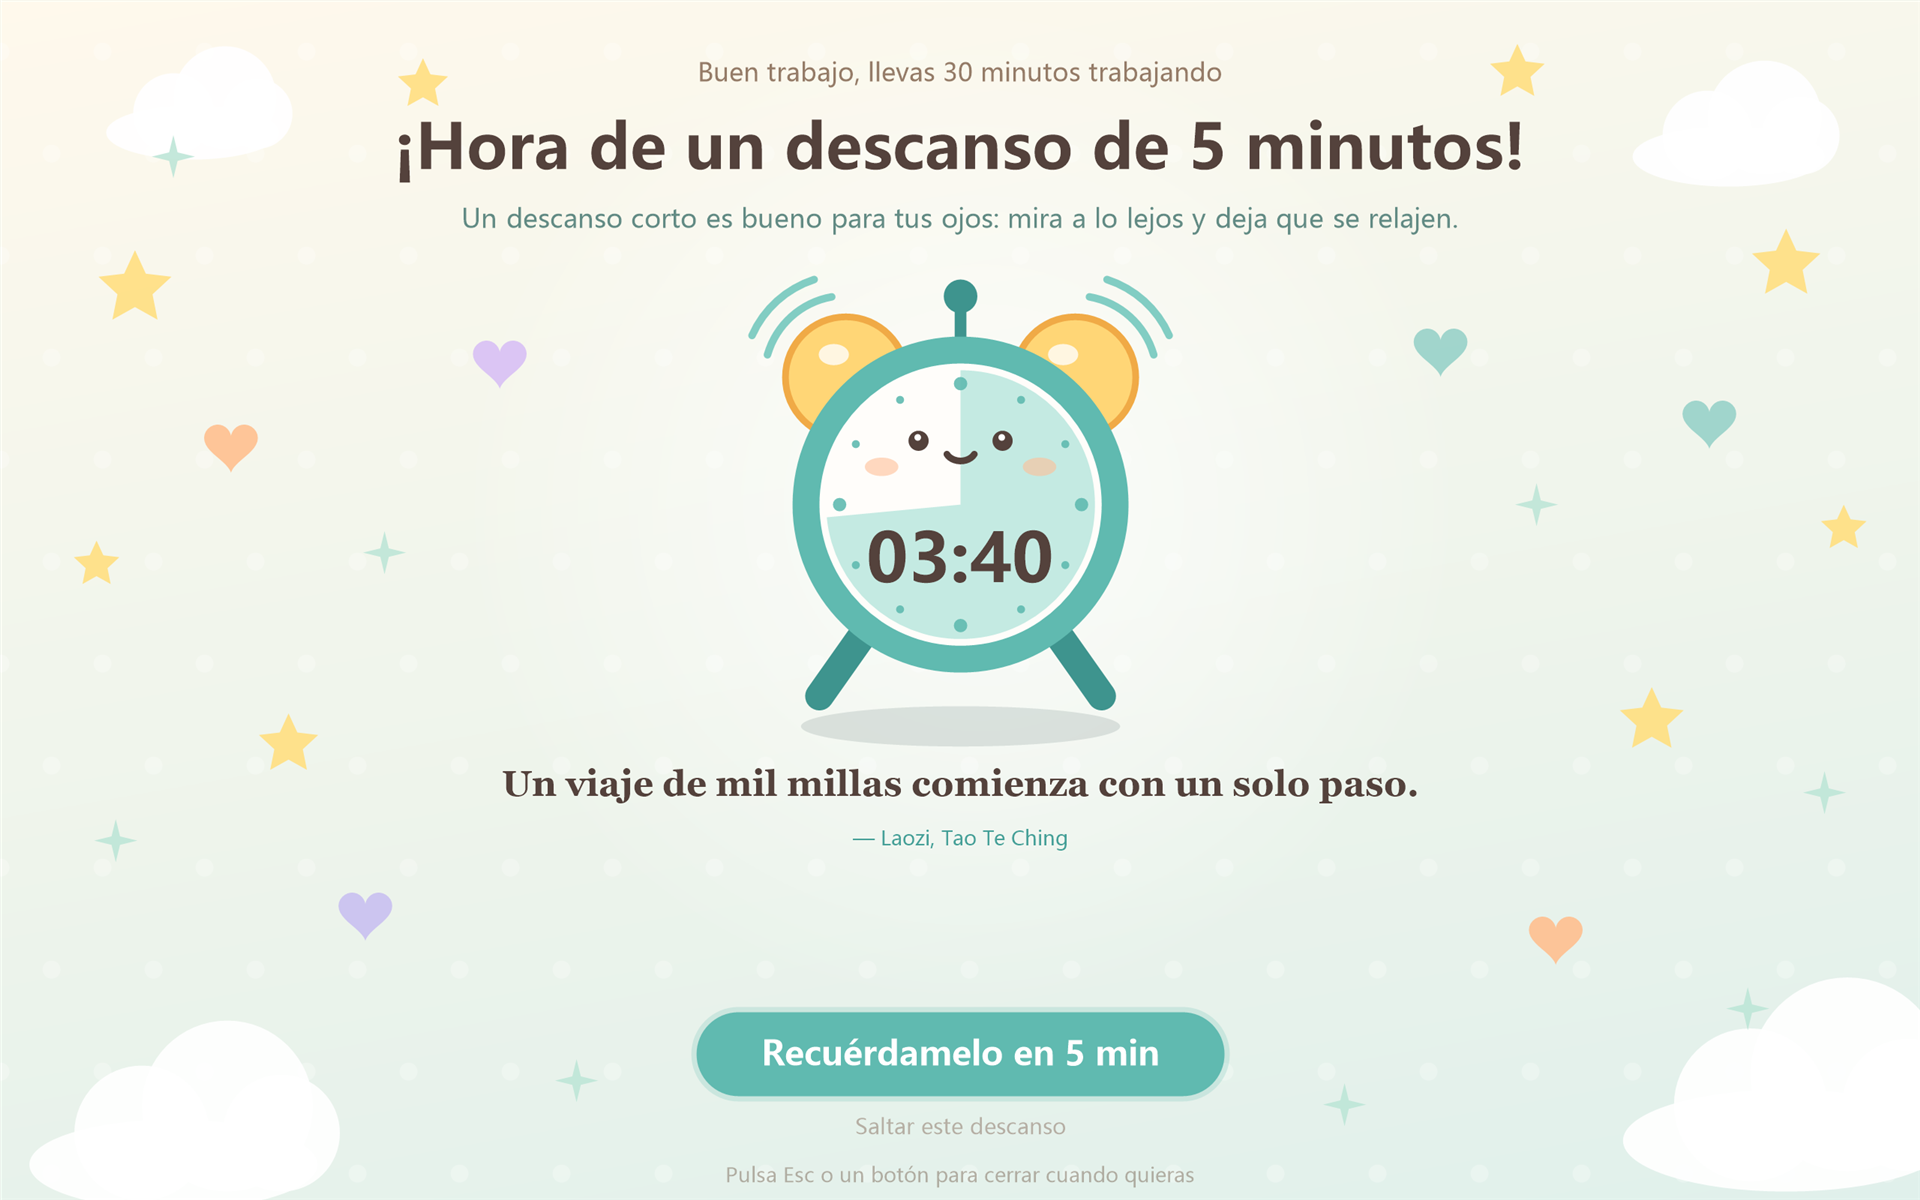 Buen trabajo, llevas 30 minutos trabajando
¡Hora de un descanso de 5 minutos!
Un descanso corto es bueno para tus ojos: mira a lo lejos y deja que se relajen.
03:40
Un viaje de mil millas comienza con un solo paso.
— Laozi, Tao Te Ching
Recuérdamelo en 5 min
Saltar este descanso
Pulsa Esc o un botón para cerrar cuando quieras